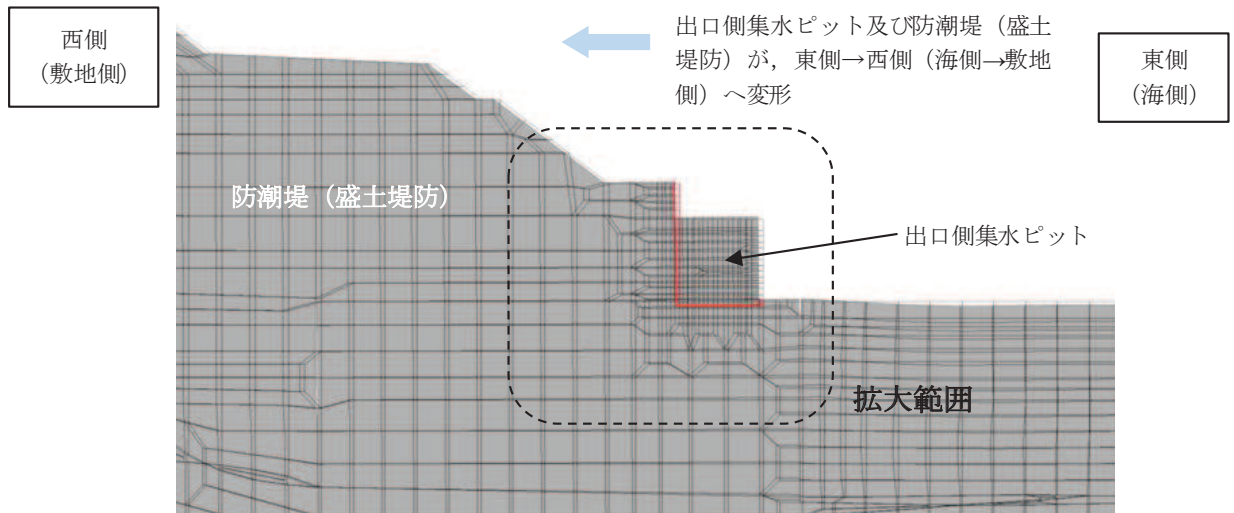 西側
(敷地側)
出口側集水ピット及び防潮堤（盛土
堤防）が，東側→西側（海側→敷地
側）へ変形
東側
(海側)
防潮堤（盛土堤防）
出口側集水ピット
拡大範囲